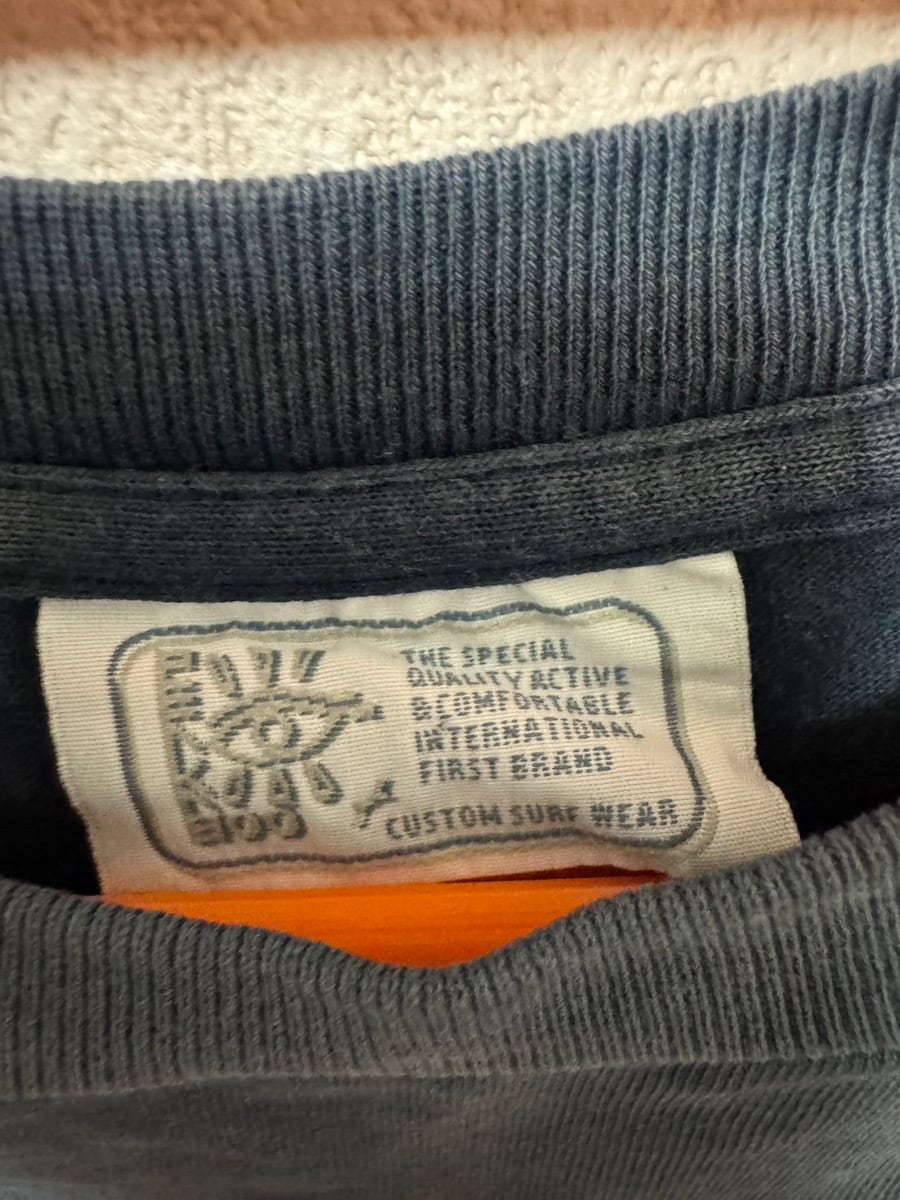 THE SPECIAL
QUALITY ACTIVE
&COMFORTABLE
INTERNATIONAL
FIRST BRAND
CUSTOM SURF WEAR